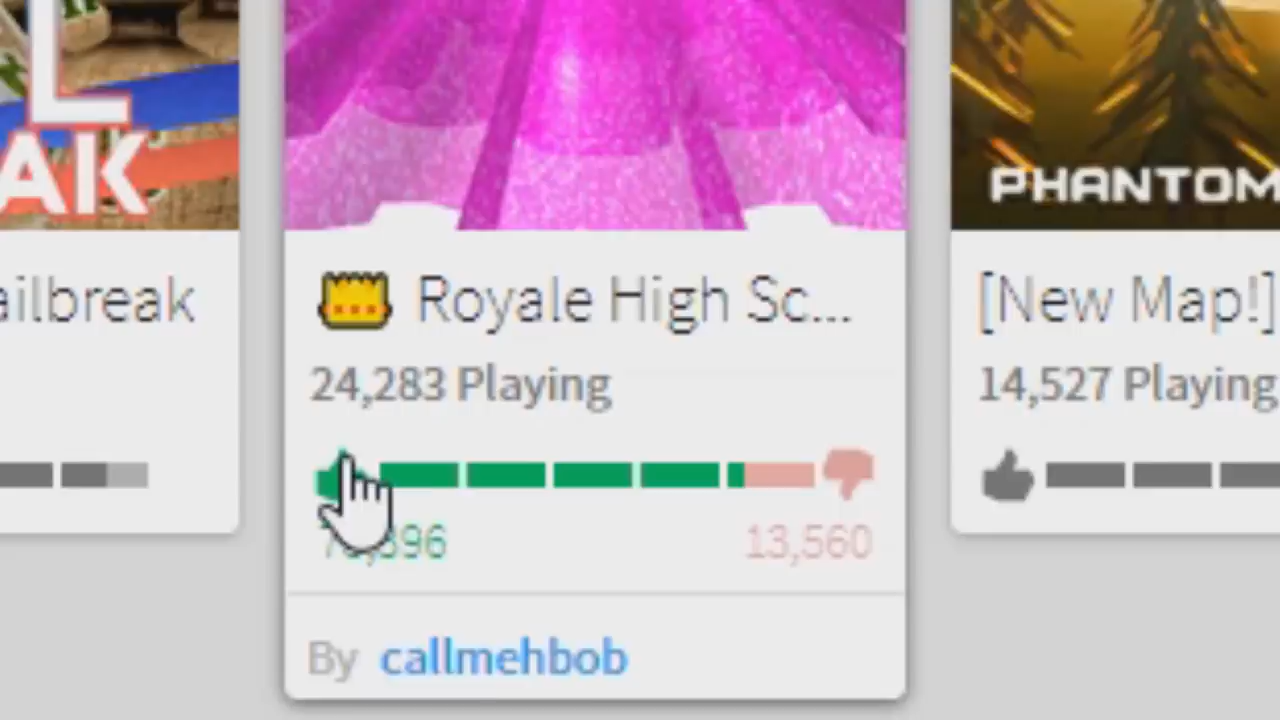 L
AK
PHANTOM
ailbreak
Royale High Sc...
[New Map!]
24,283 Playing
14,527 Playing
13,560
By callmehbob